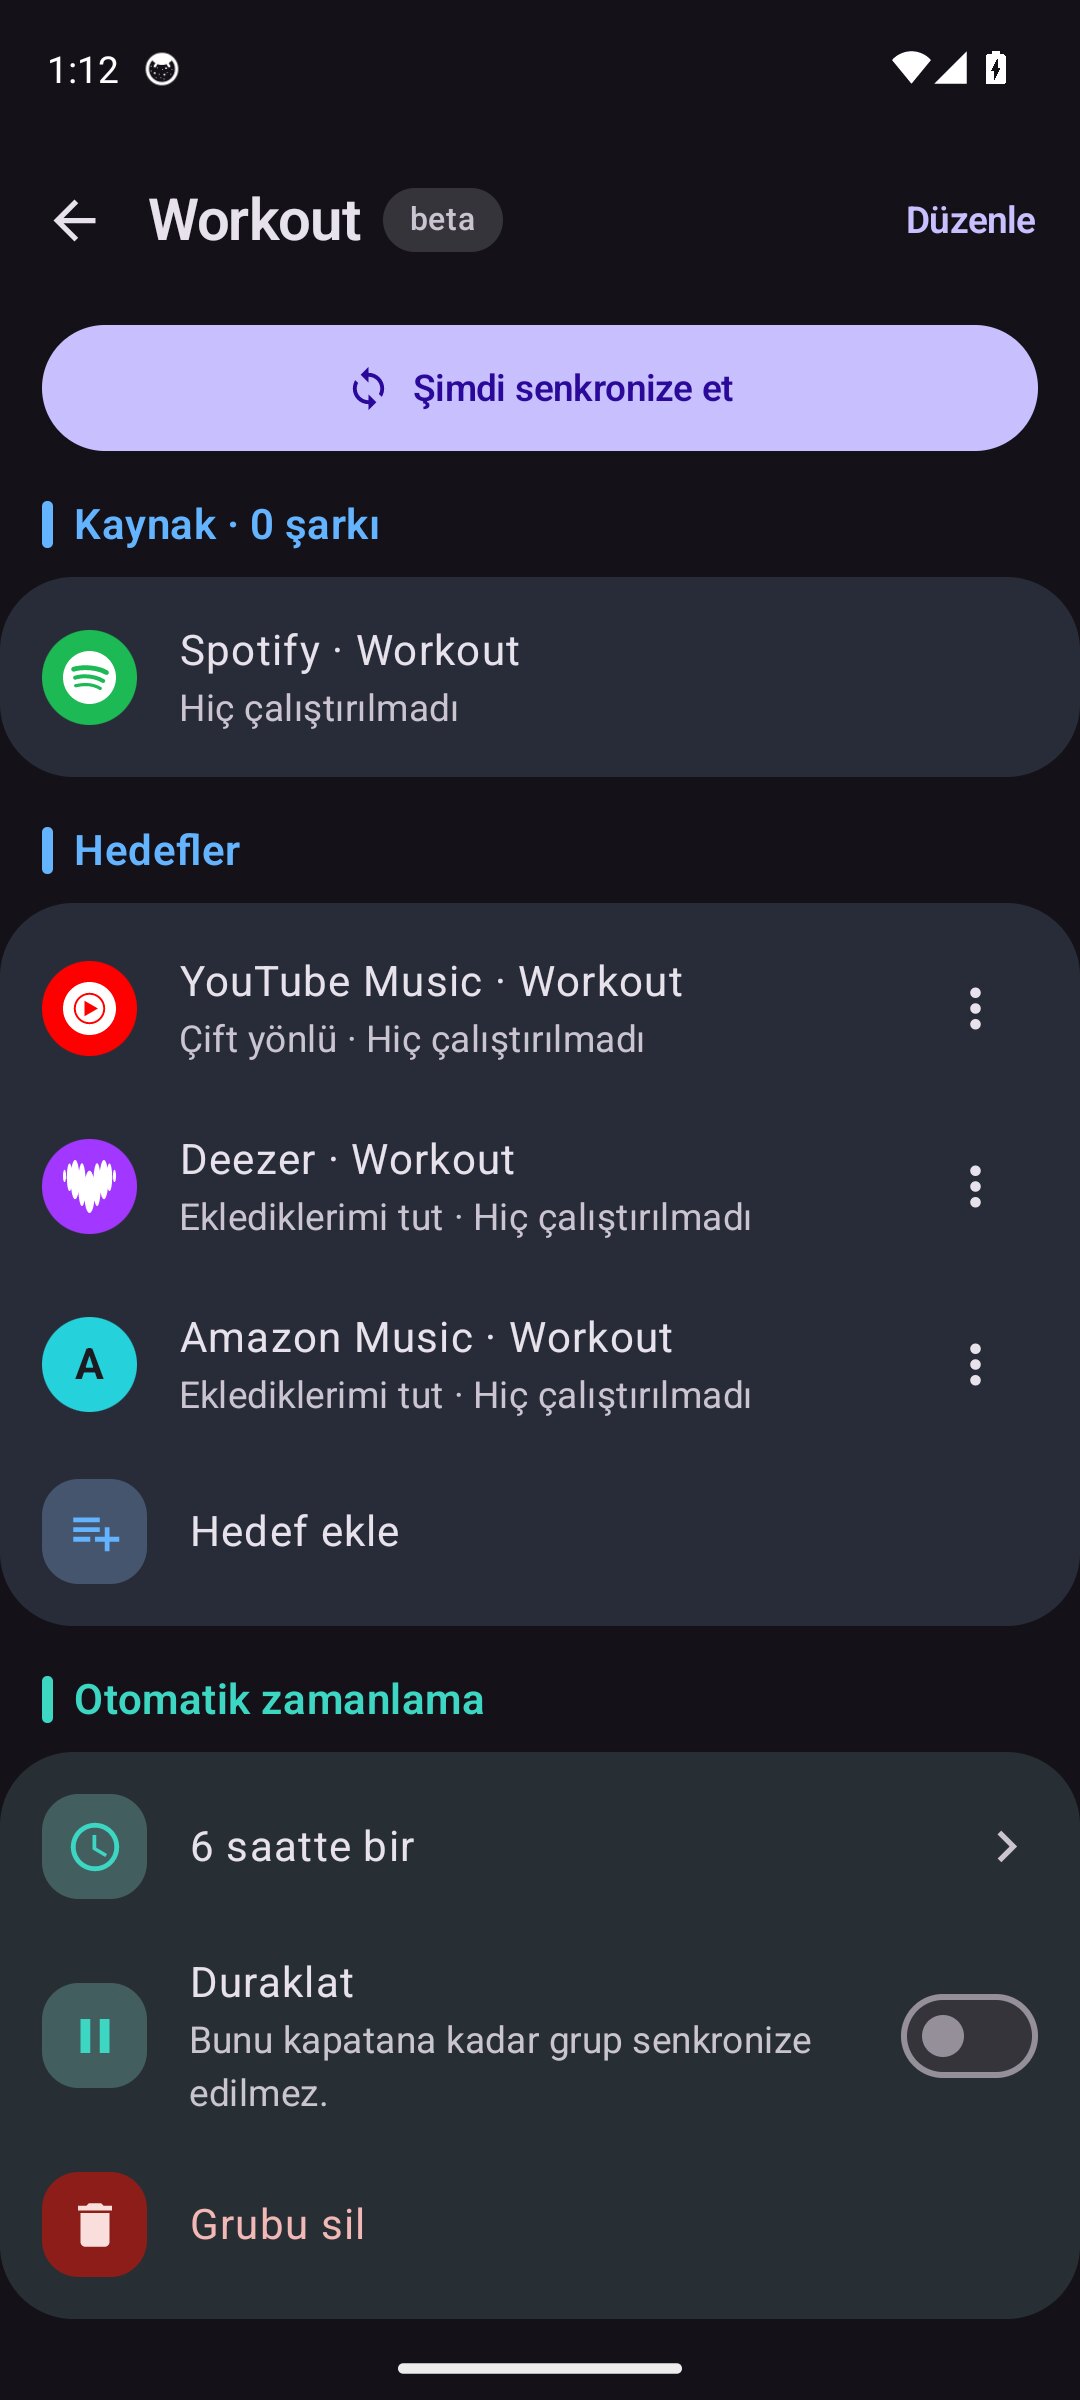 1:12
Workout
beta
Düzenle
Şimdi senkronize et
Kaynak · 0 şarkı
Spotify · Workout
Hiç çalıştırılmadı
Hedefler
YouTube Music · Workout
Çift yönlü · Hiç çalıştırılmadı
Deezer · Workout
Eklediklerimi tut · Hiç çalıştırılmadı
A
Amazon Music · Workout
Eklediklerimi tut · Hiç çalıştırılmadı
Hedef ekle
Otomatik zamanlama
6 saatte bir
Duraklat
Bunu kapatana kadar grup senkronize
edilmez.
Grubu sil